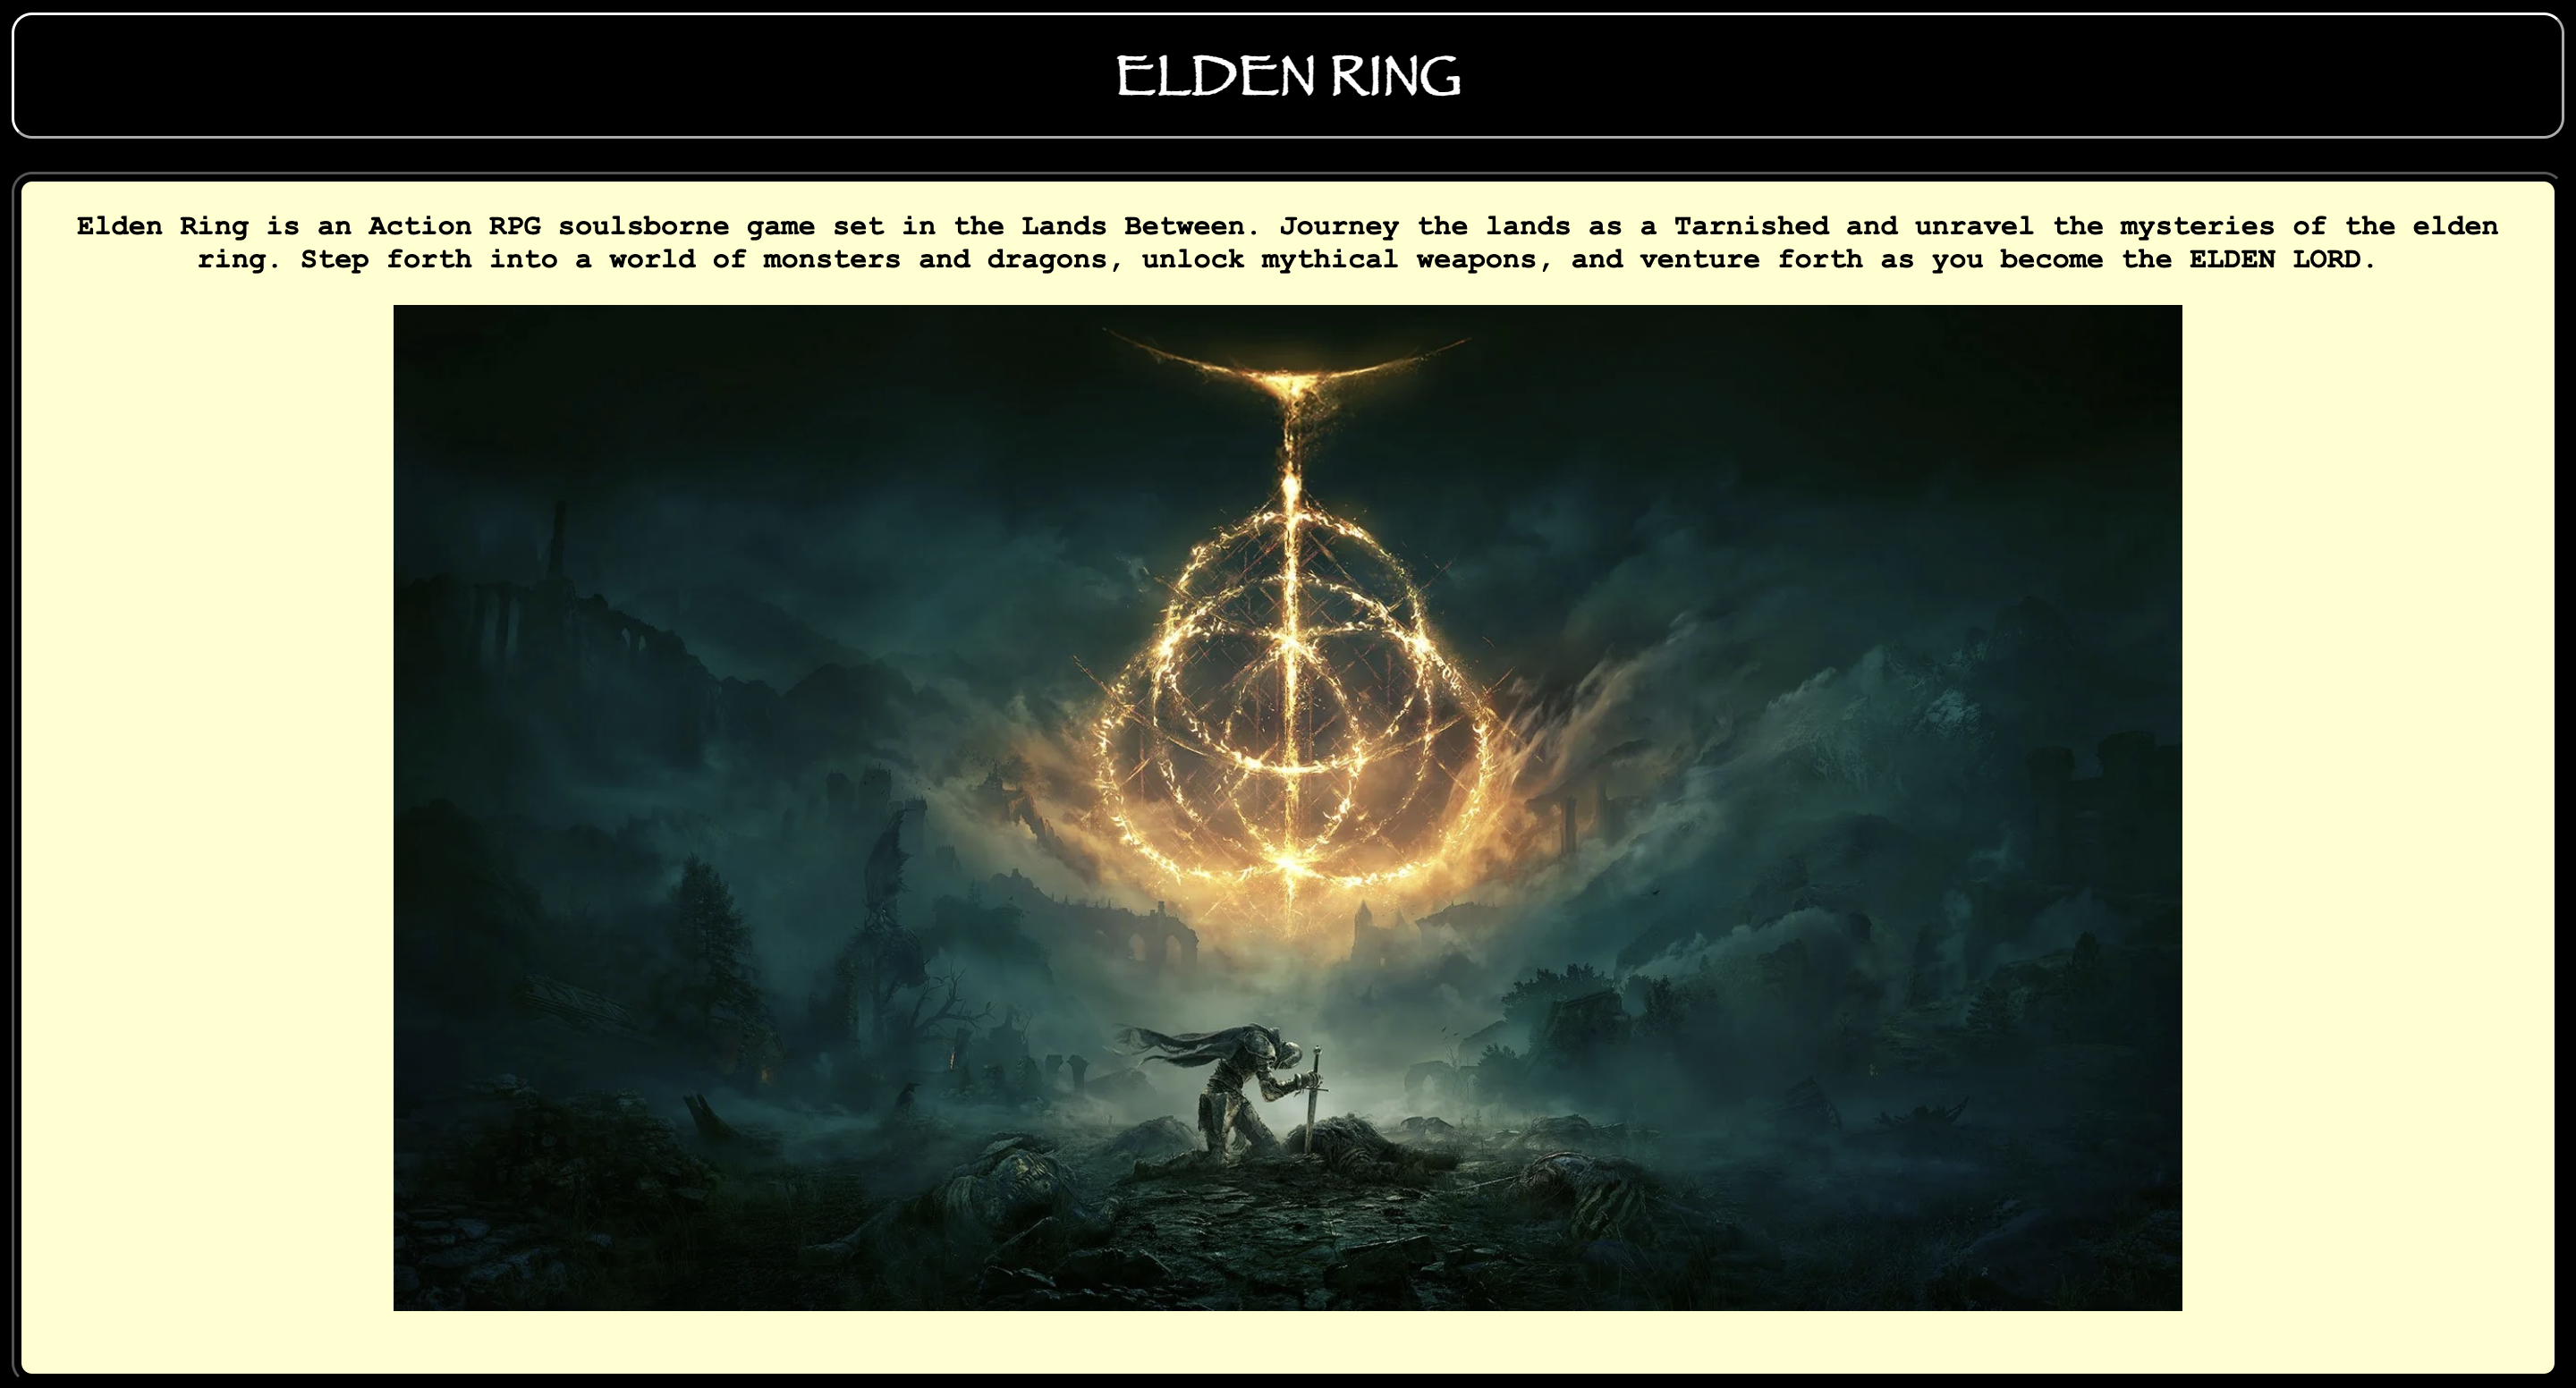 ELDEN RING
Elden Ring is an Action RPG soulsborne game set in the Lands Between. Journey the lands as a Tarnished and unravel the mysteries of the elden
ring. Step forth into a world of monsters and dragons, unlock mythical weapons, and venture forth as you become the ELDEN LORD.